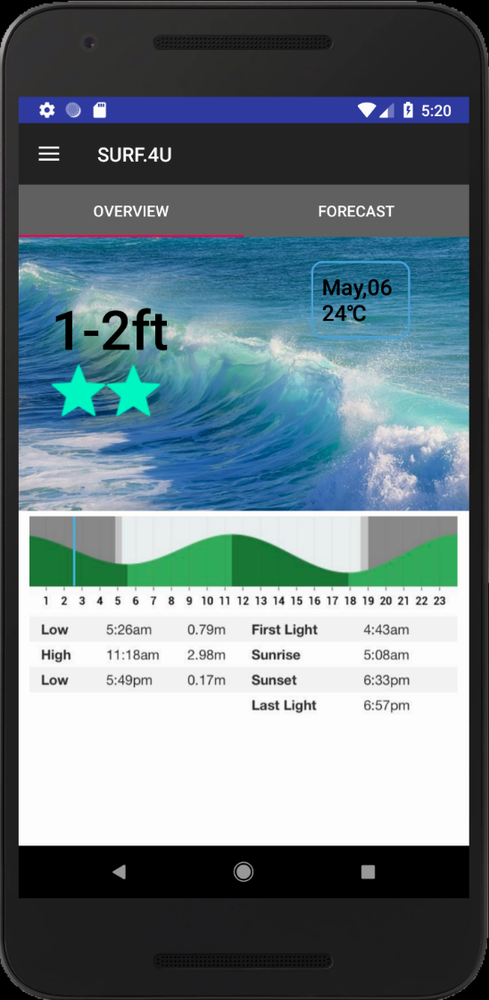 5:20
SURF.4U
OVERVIEW FORECAST
May,06
24℃
1-2ft
1 2 3 4 5 6 7 8 9 10 11 12 13 14 15 16 17 18 19 20 21 22 23
Low 5:26am 0.79m First Light 4:43am
High 11:18am 2.98m Sunrise 5:08am
Low 5:49pm 0.17m Sunset 6:33pm
Last Light 6:57pm